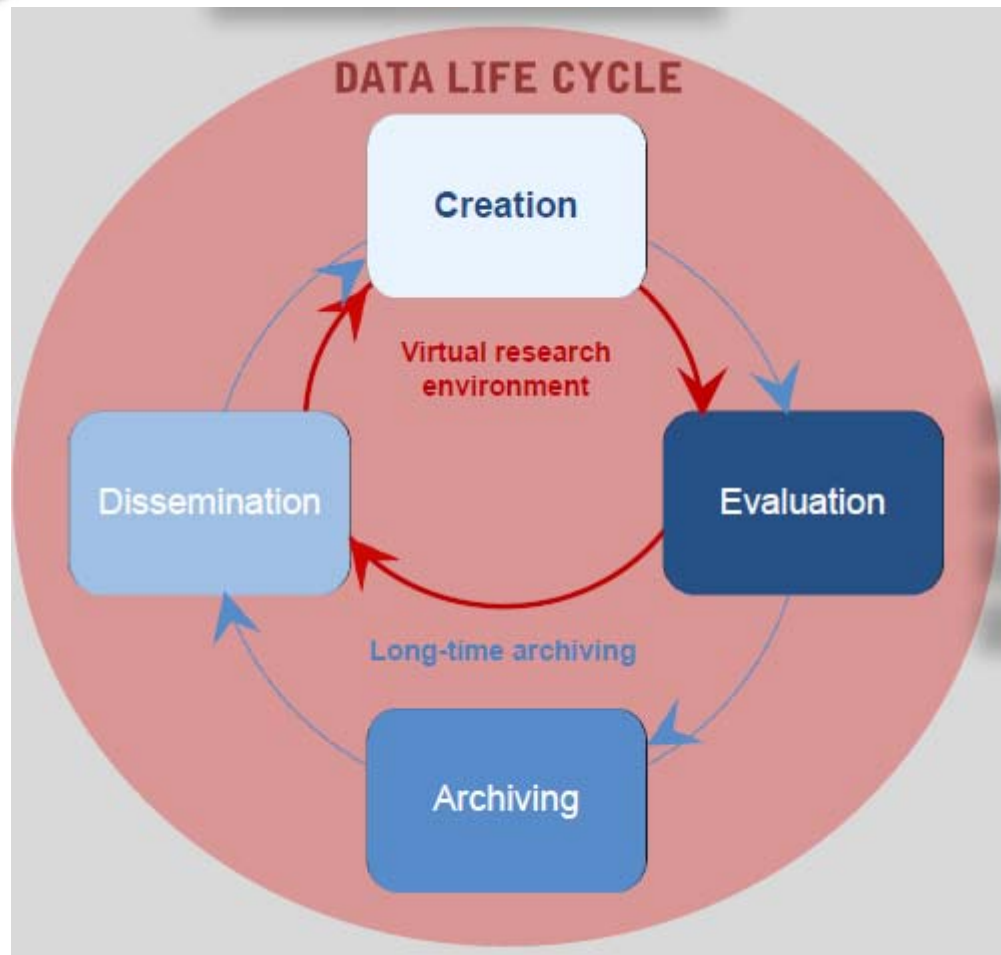 DATA LIFE CYCLE
Creation
Virtual research
environment
Dissemination
Evaluation
Long-time archiving
Archiving